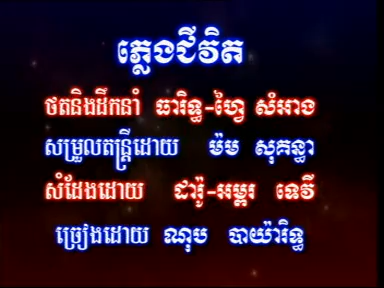 ភ្លេងជីវិត
ថតនិងដឹកនាំ ធារិទ្ធ-ហ្វៃ សំអាង
សម្រួលតន្ត្រីដោយ ម៉ម សុគន្ធា
សំដែងដោយ ដារ៉ូ-អម្ពរ ទេវី
ច្រៀងដោយ ណុប បាយ៉ារិទ្ធ